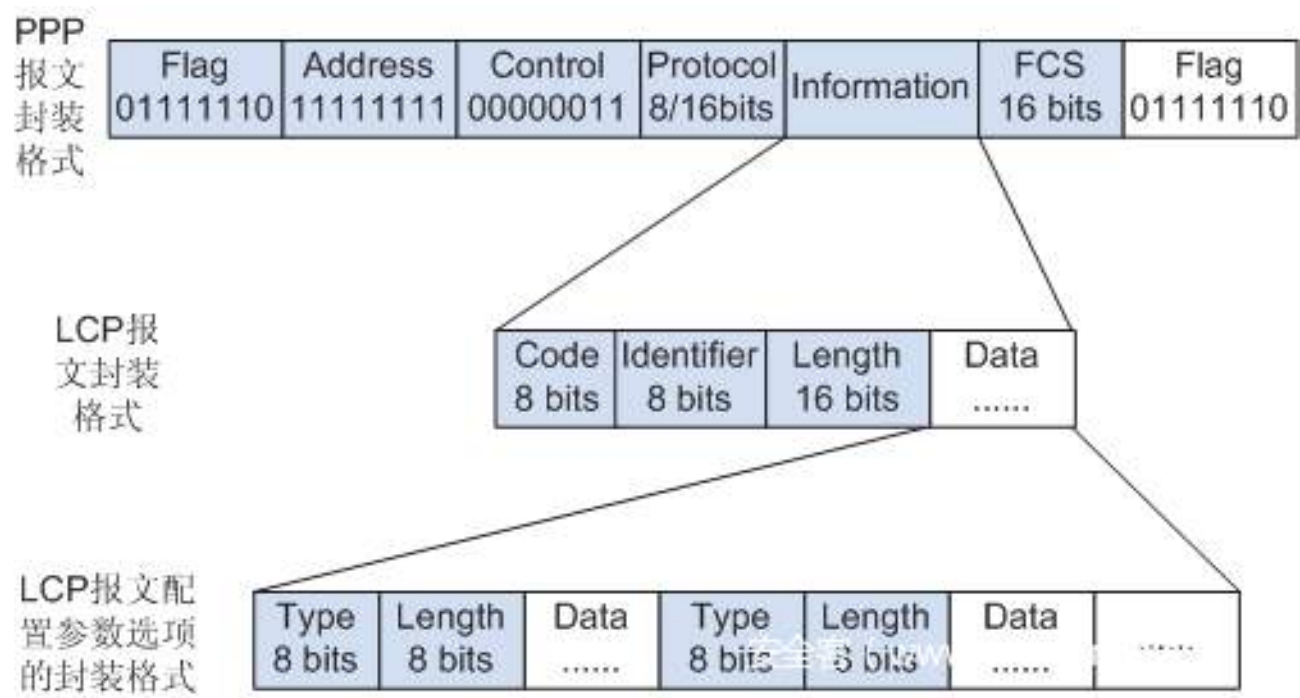 PPP
报文
封装
格式
Flag Address Control Protocol Information FCS Flag
01111110 11111111 00000011 8/16bits 16 bits 01111110
LCP报
文封装
格式
Code Identifier Length Data
8 bits 8 bits 16 bits ......
LCP报文配
置参数选项
的封装格式
Type Length Data Type Length Data
8 bits 8 bits ...... 8 bits 8 bits ...... ......
安全客